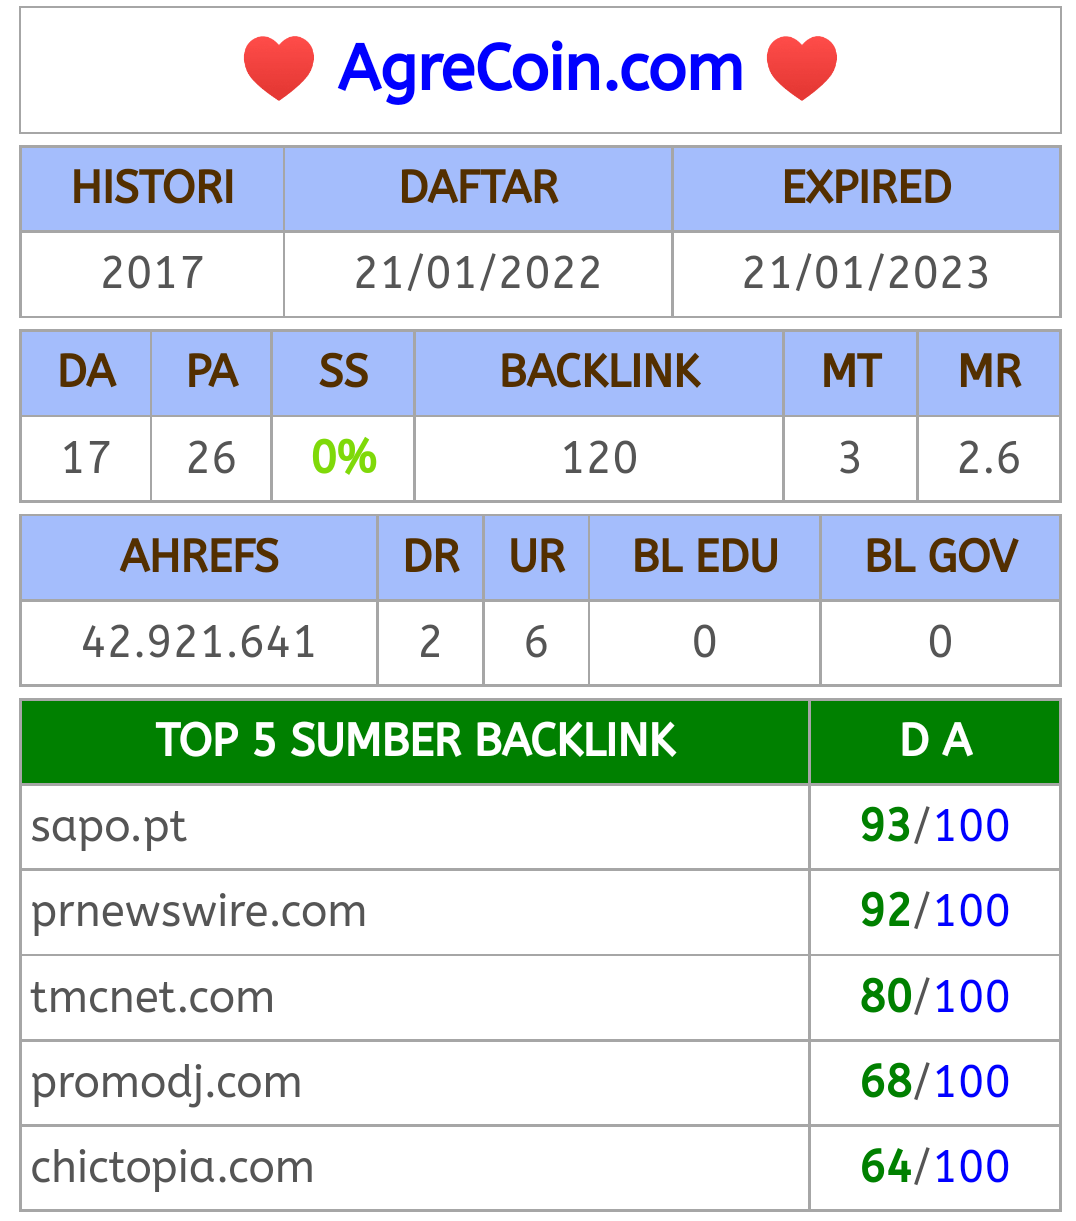 AgreCoin.com
HISTORI DAFTAR EXPIRED
2017 21/01/2022 21/01/2023
DA PA SS BACKLINK MT MR
17 26 0% 120 3 2.6
AHREFS DR UR BL EDU BL GOV
42.921.641 2 6 0 0
TOP 5 SUMBER BACKLINK D A
sapo.pt 93/100
prnewswire.com 92/100
tmcnet.com 80/100
promodj.com 68/100
chictopia.com 64/100